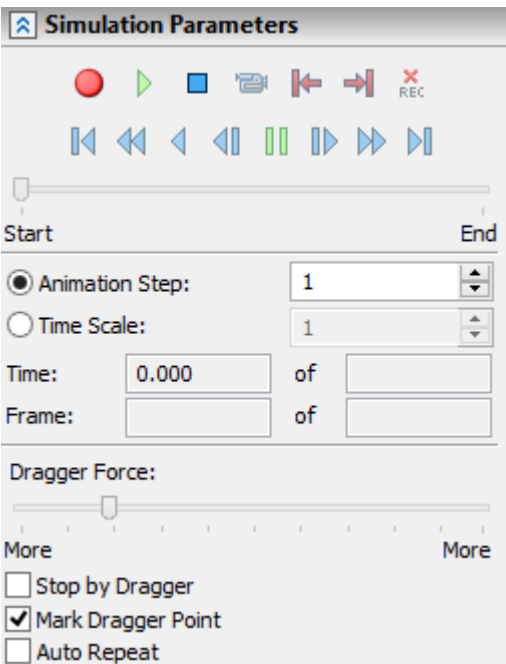 Simulation Parameters
REC
Start End
Animation Step: 1
Time Scale: 1
Time: 0.000 of
Frame: of
Dragger Force:
More More
Stop by Dragger
Mark Dragger Point
Auto Repeat